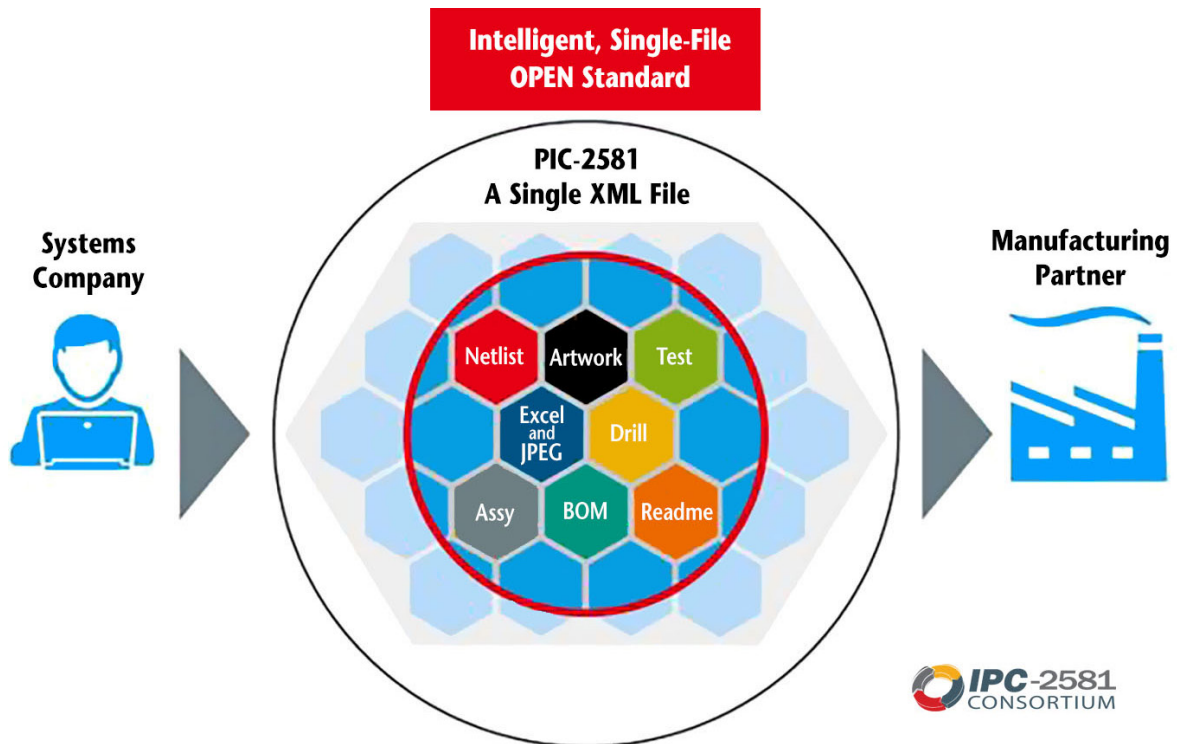 Intelligent, Single-File
OPEN Standard
PIC-2581
A Single XML File
Systems
Company
Manufacturing
Partner
Netlist
Artwork
Test
Excel
and
JPEG
Drill
Assy
BOM
Readme
IPC-2581
CONSORTIUM